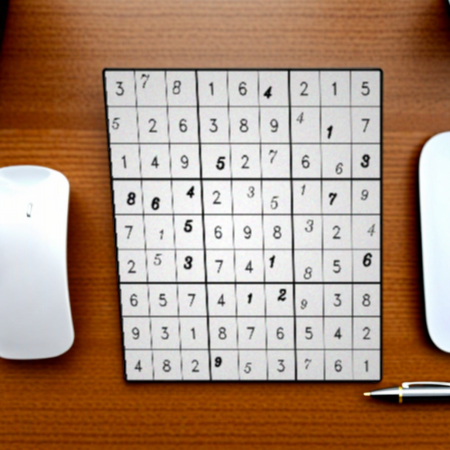 3 7 8 1 6 4 2 1 5
5 2 6 3 8 9 4 1 7
1 4 9 5 2 7 6 6 3
8 6 4 2 3 5 1 7 9
7 1 5 6 9 8 3 2 4
2 5 3 7 4 1 8 5 6
6 5 7 4 1 2 9 3 8
9 3 1 8 7 6 5 4 2
4 8 2 9 5 3 7 6 1